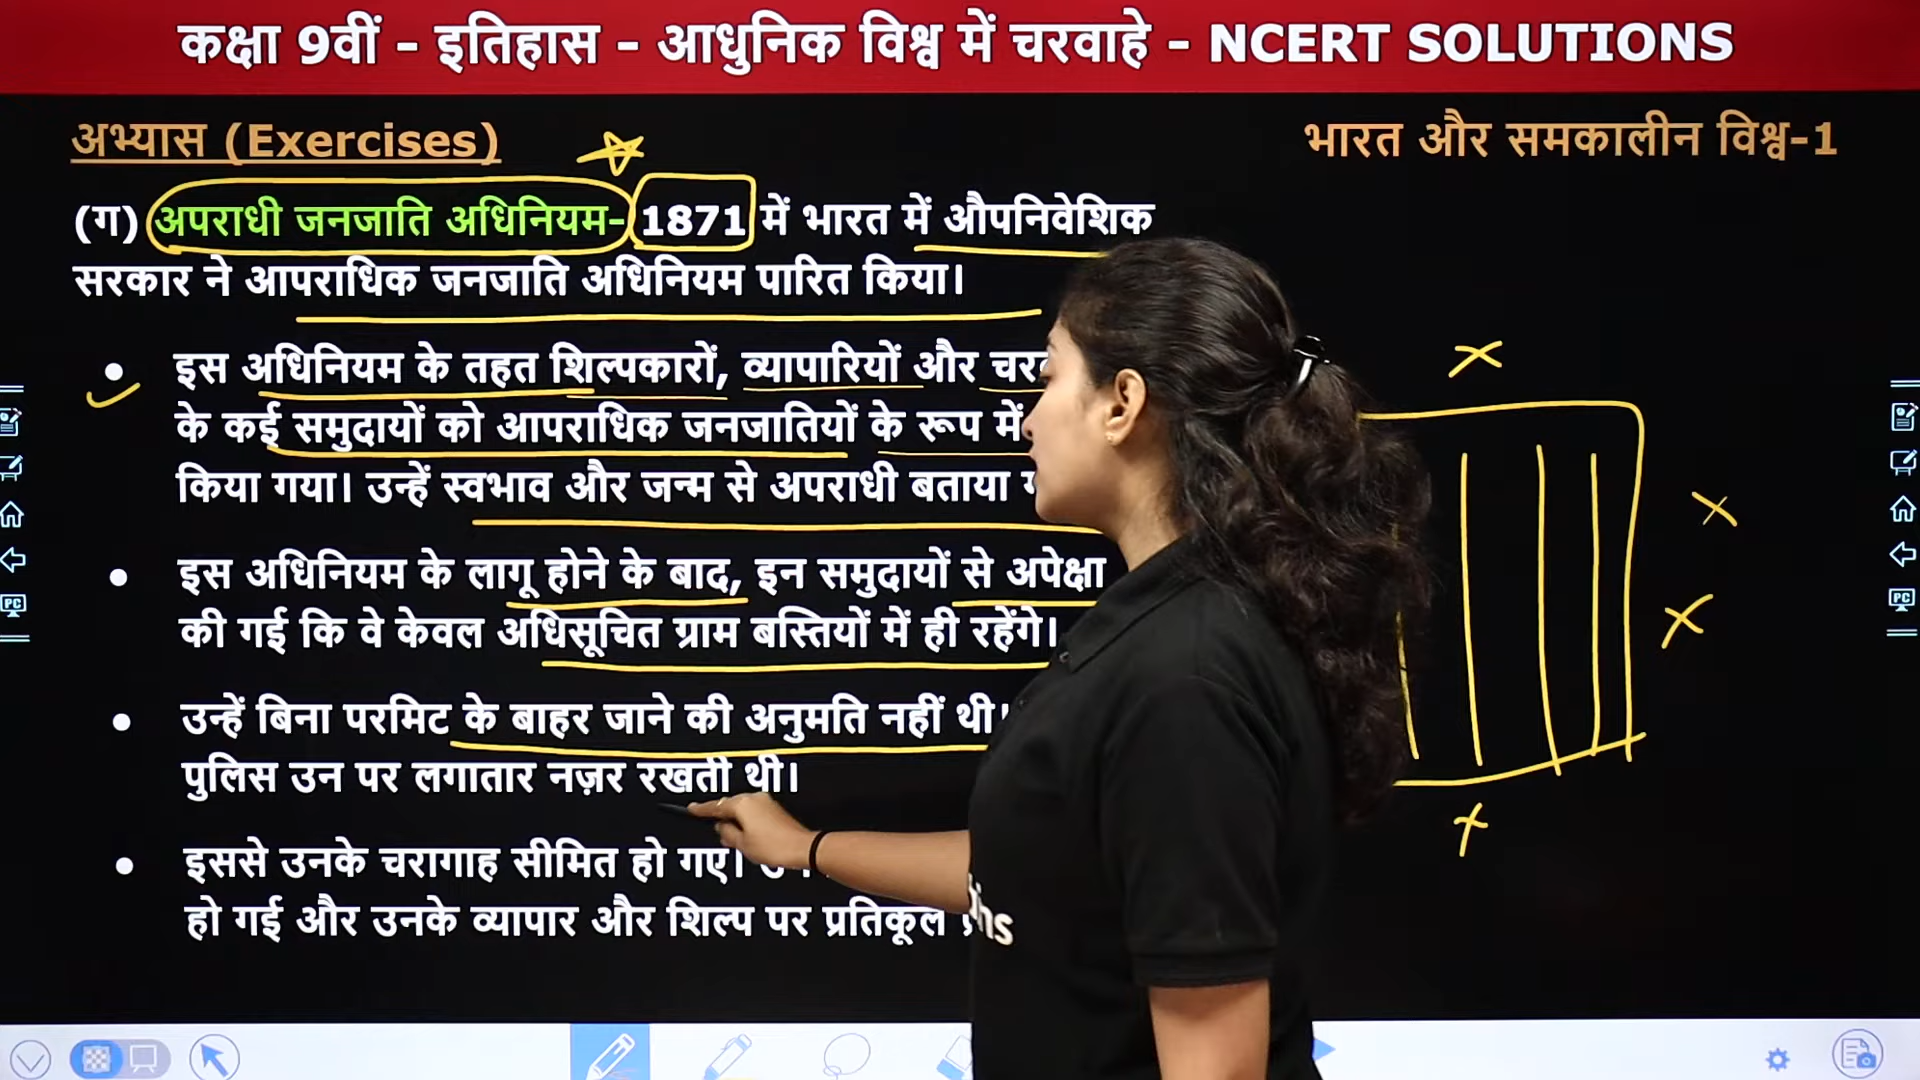 कक्षा 9वीं - इतिहास - आधुनिक विश्व में चरवाहे - NCERT SOLUTIONS
अभ्यास (Exercises)
भारत और समकालीन विश्व-1
(ग) अपराधी जनजाति अधिनियम- 1871 में भारत में औपनिवेशिक
सरकार ने आपराधिक जनजाति अधिनियम पारित किया।
• इस अधिनियम के तहत शिल्पकारों, व्यापारियों और
के कई समुदायों को आपराधिक जनजातियों के रूप में
किया गया। उन्हें स्वभाव और जन्म से अपराधी बताया
• इस अधिनियम के लागू होने के बाद, इन समुदायों से अपेक्षा
की गई कि वे केवल अधिसूचित ग्राम बस्तियों में ही रहेंगे।
• उन्हें बिना परमिट के बाहर जाने की अनुमति नहीं थी।
पुलिस उन पर लगातार नज़र रखती थी।
• इससे उनके चरागाह सीमित हो गए।
हो गई और उनके व्यापार और शिल्प पर प्रतिकूल
PC
PC